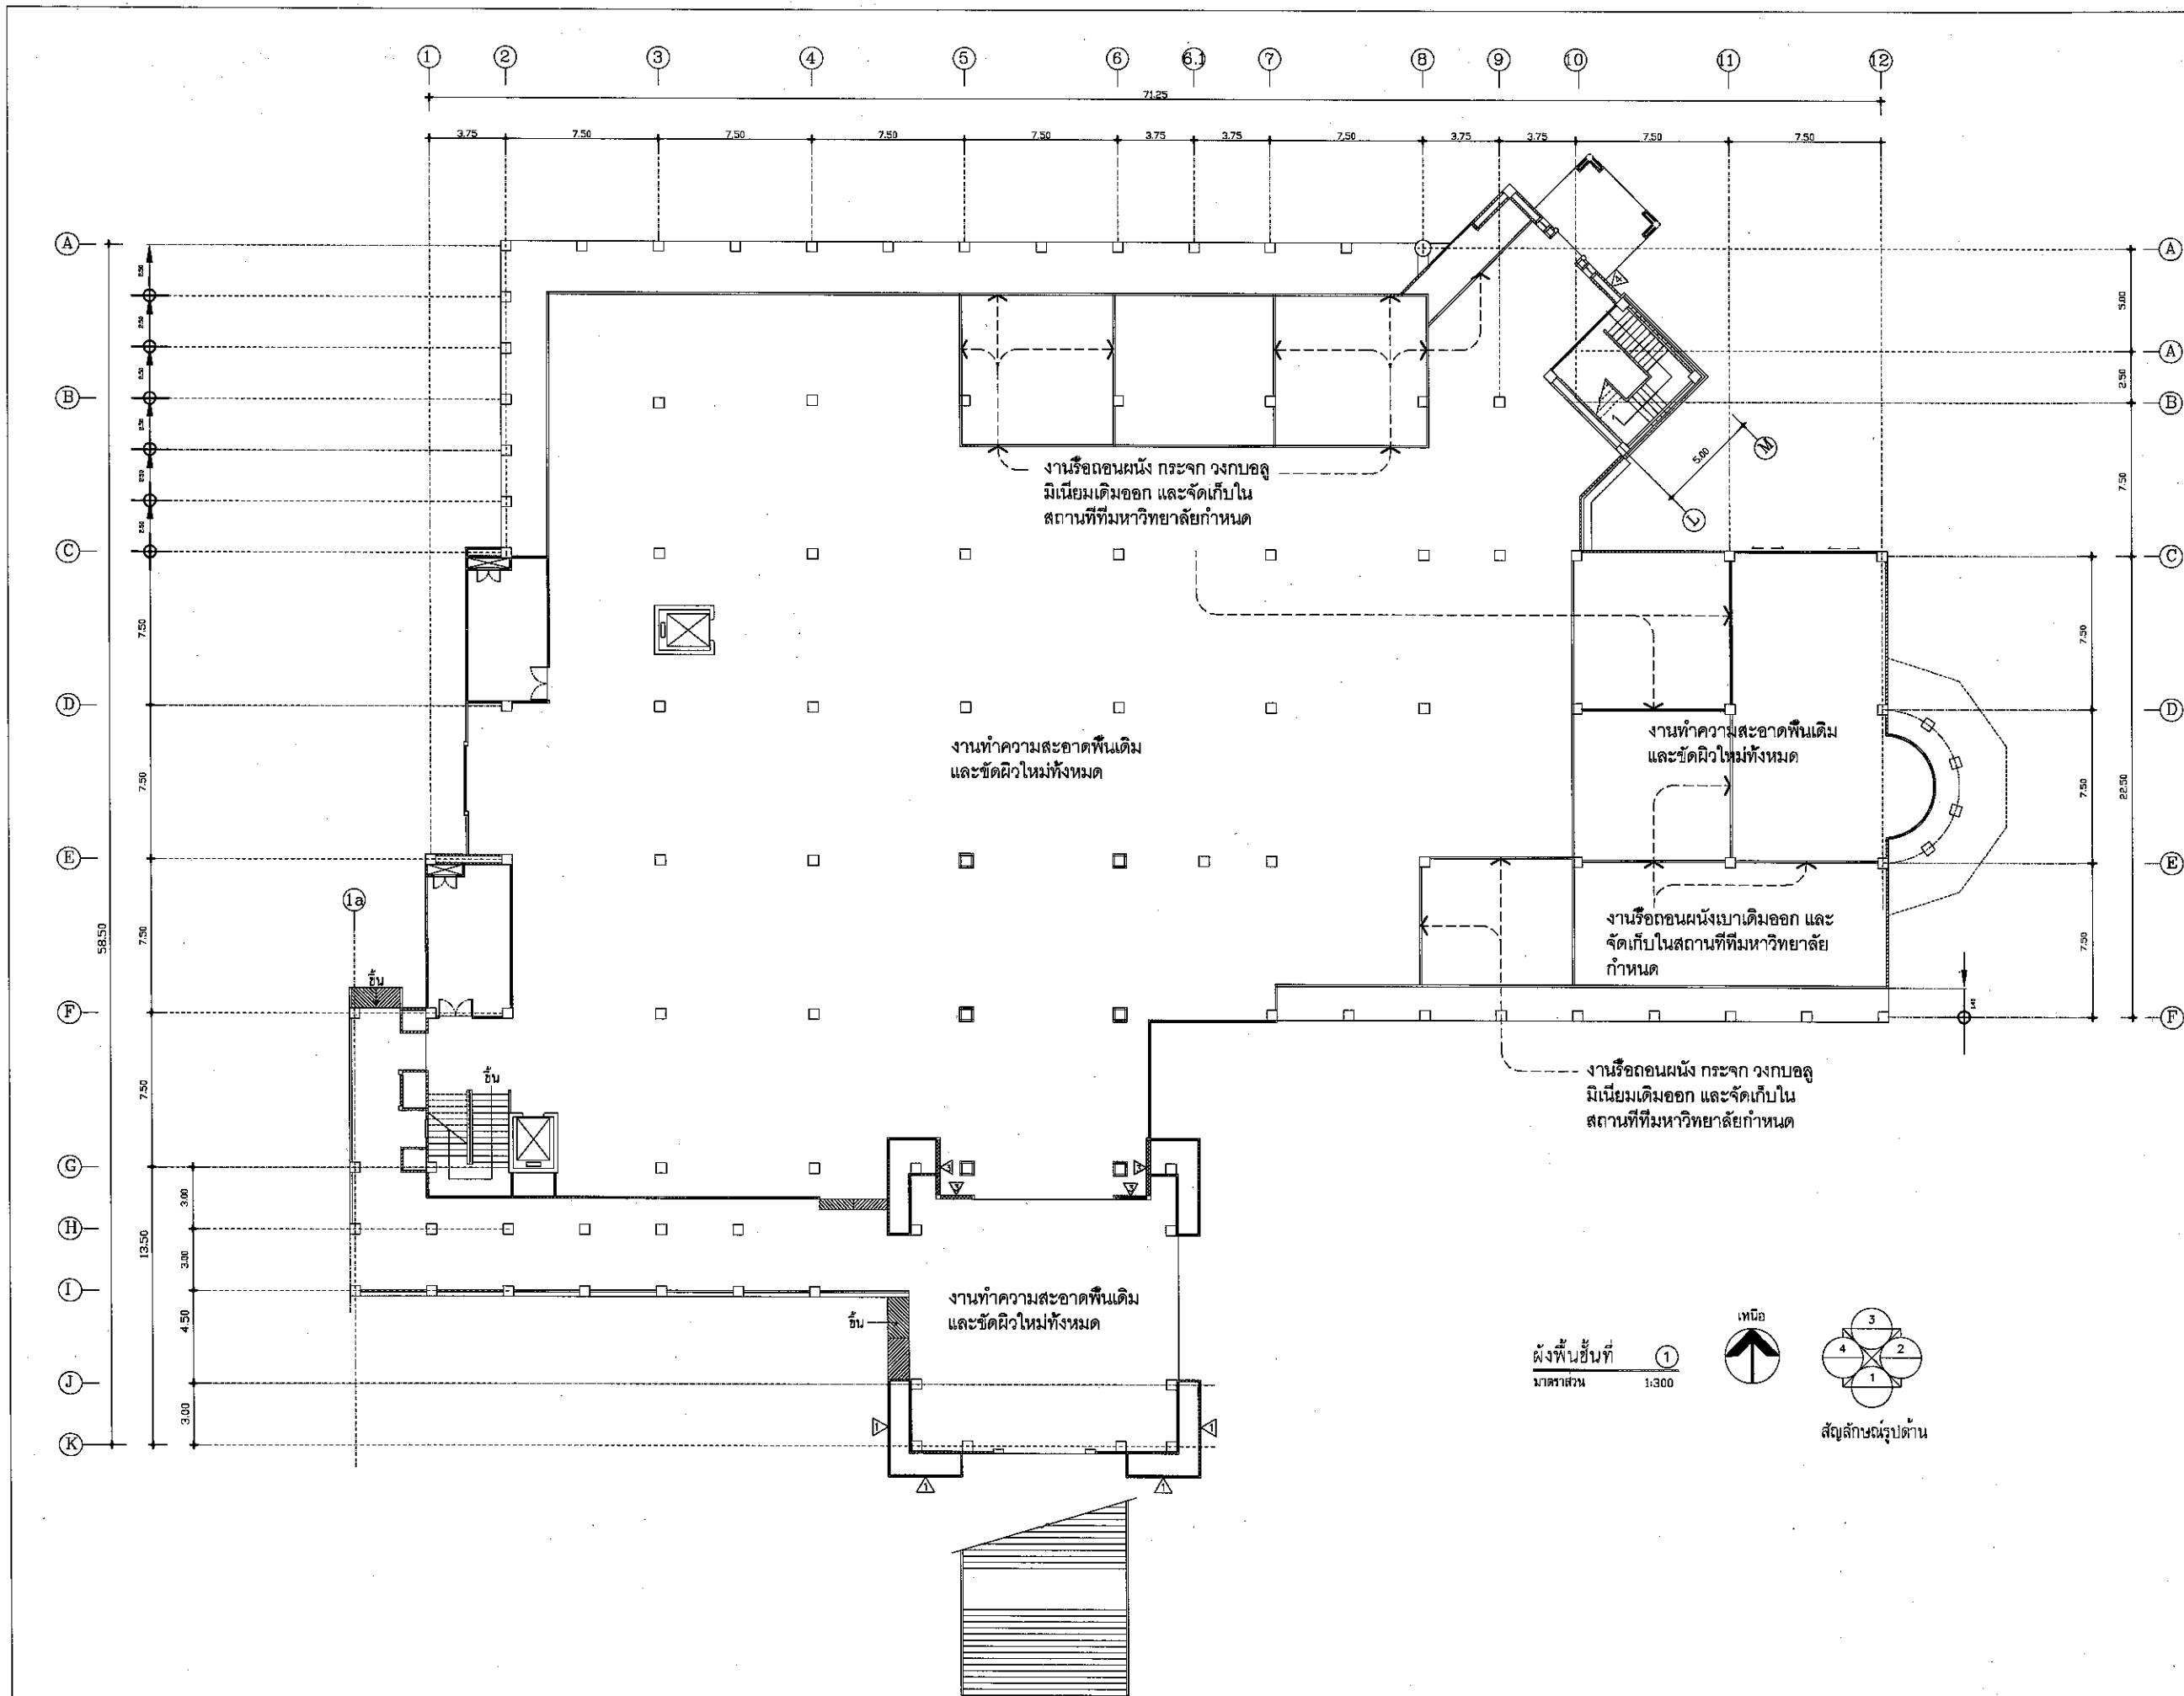 1 2 3 4 5 6 6.1 7 8 9 10 11 12
71.25
3.75 7.50 7.50 7.50 7.50 3.75 3.75 7.50 3.75 3.75 7.50 7.50
A
A
2.50
5.00
2.50
A
2.50
2.50
B
B
2.50
งานรื้อถอนผนัง กระจก วงกบอลู
มิเนียมเดิมออก และจัดเก็บใน
สถานที่ที่มหาวิทยาลัยกำหนด
M
5.00
L
2.50
7.50
2.50
C
C
7.50
7.50
D
D
งานทำความสะอาดพื้นเดิม
และขัดผิวใหม่ทั้งหมด
งานทำความสะอาดพื้นเดิม
และขัดผิวใหม่ทั้งหมด
7.50
7.50
22.50
E
E
1a
58.50
7.50
7.50
งานรื้อถอนผนังเบาเดิมออก และ
จัดเก็บในสถานที่ที่มหาวิทยาลัย
กำหนด
ขึ้น
F
F
7.50
ขึ้น
งานรื้อถอนผนัง กระจก วงกบอลู
มิเนียมเดิมออก และจัดเก็บใน
สถานที่ที่มหาวิทยาลัยกำหนด
G
3.00
H
13.50
3.00
I
งานทำความสะอาดพื้นเดิม
และขัดผิวใหม่ทั้งหมด
4.50
ขึ้น
J
3.00
K
1 1
1 1
ผังพื้นชั้นที่ 1
มาตราส่วน 1:300
เหนือ
3
4 2
1
สัญลักษณ์รูปด้าน